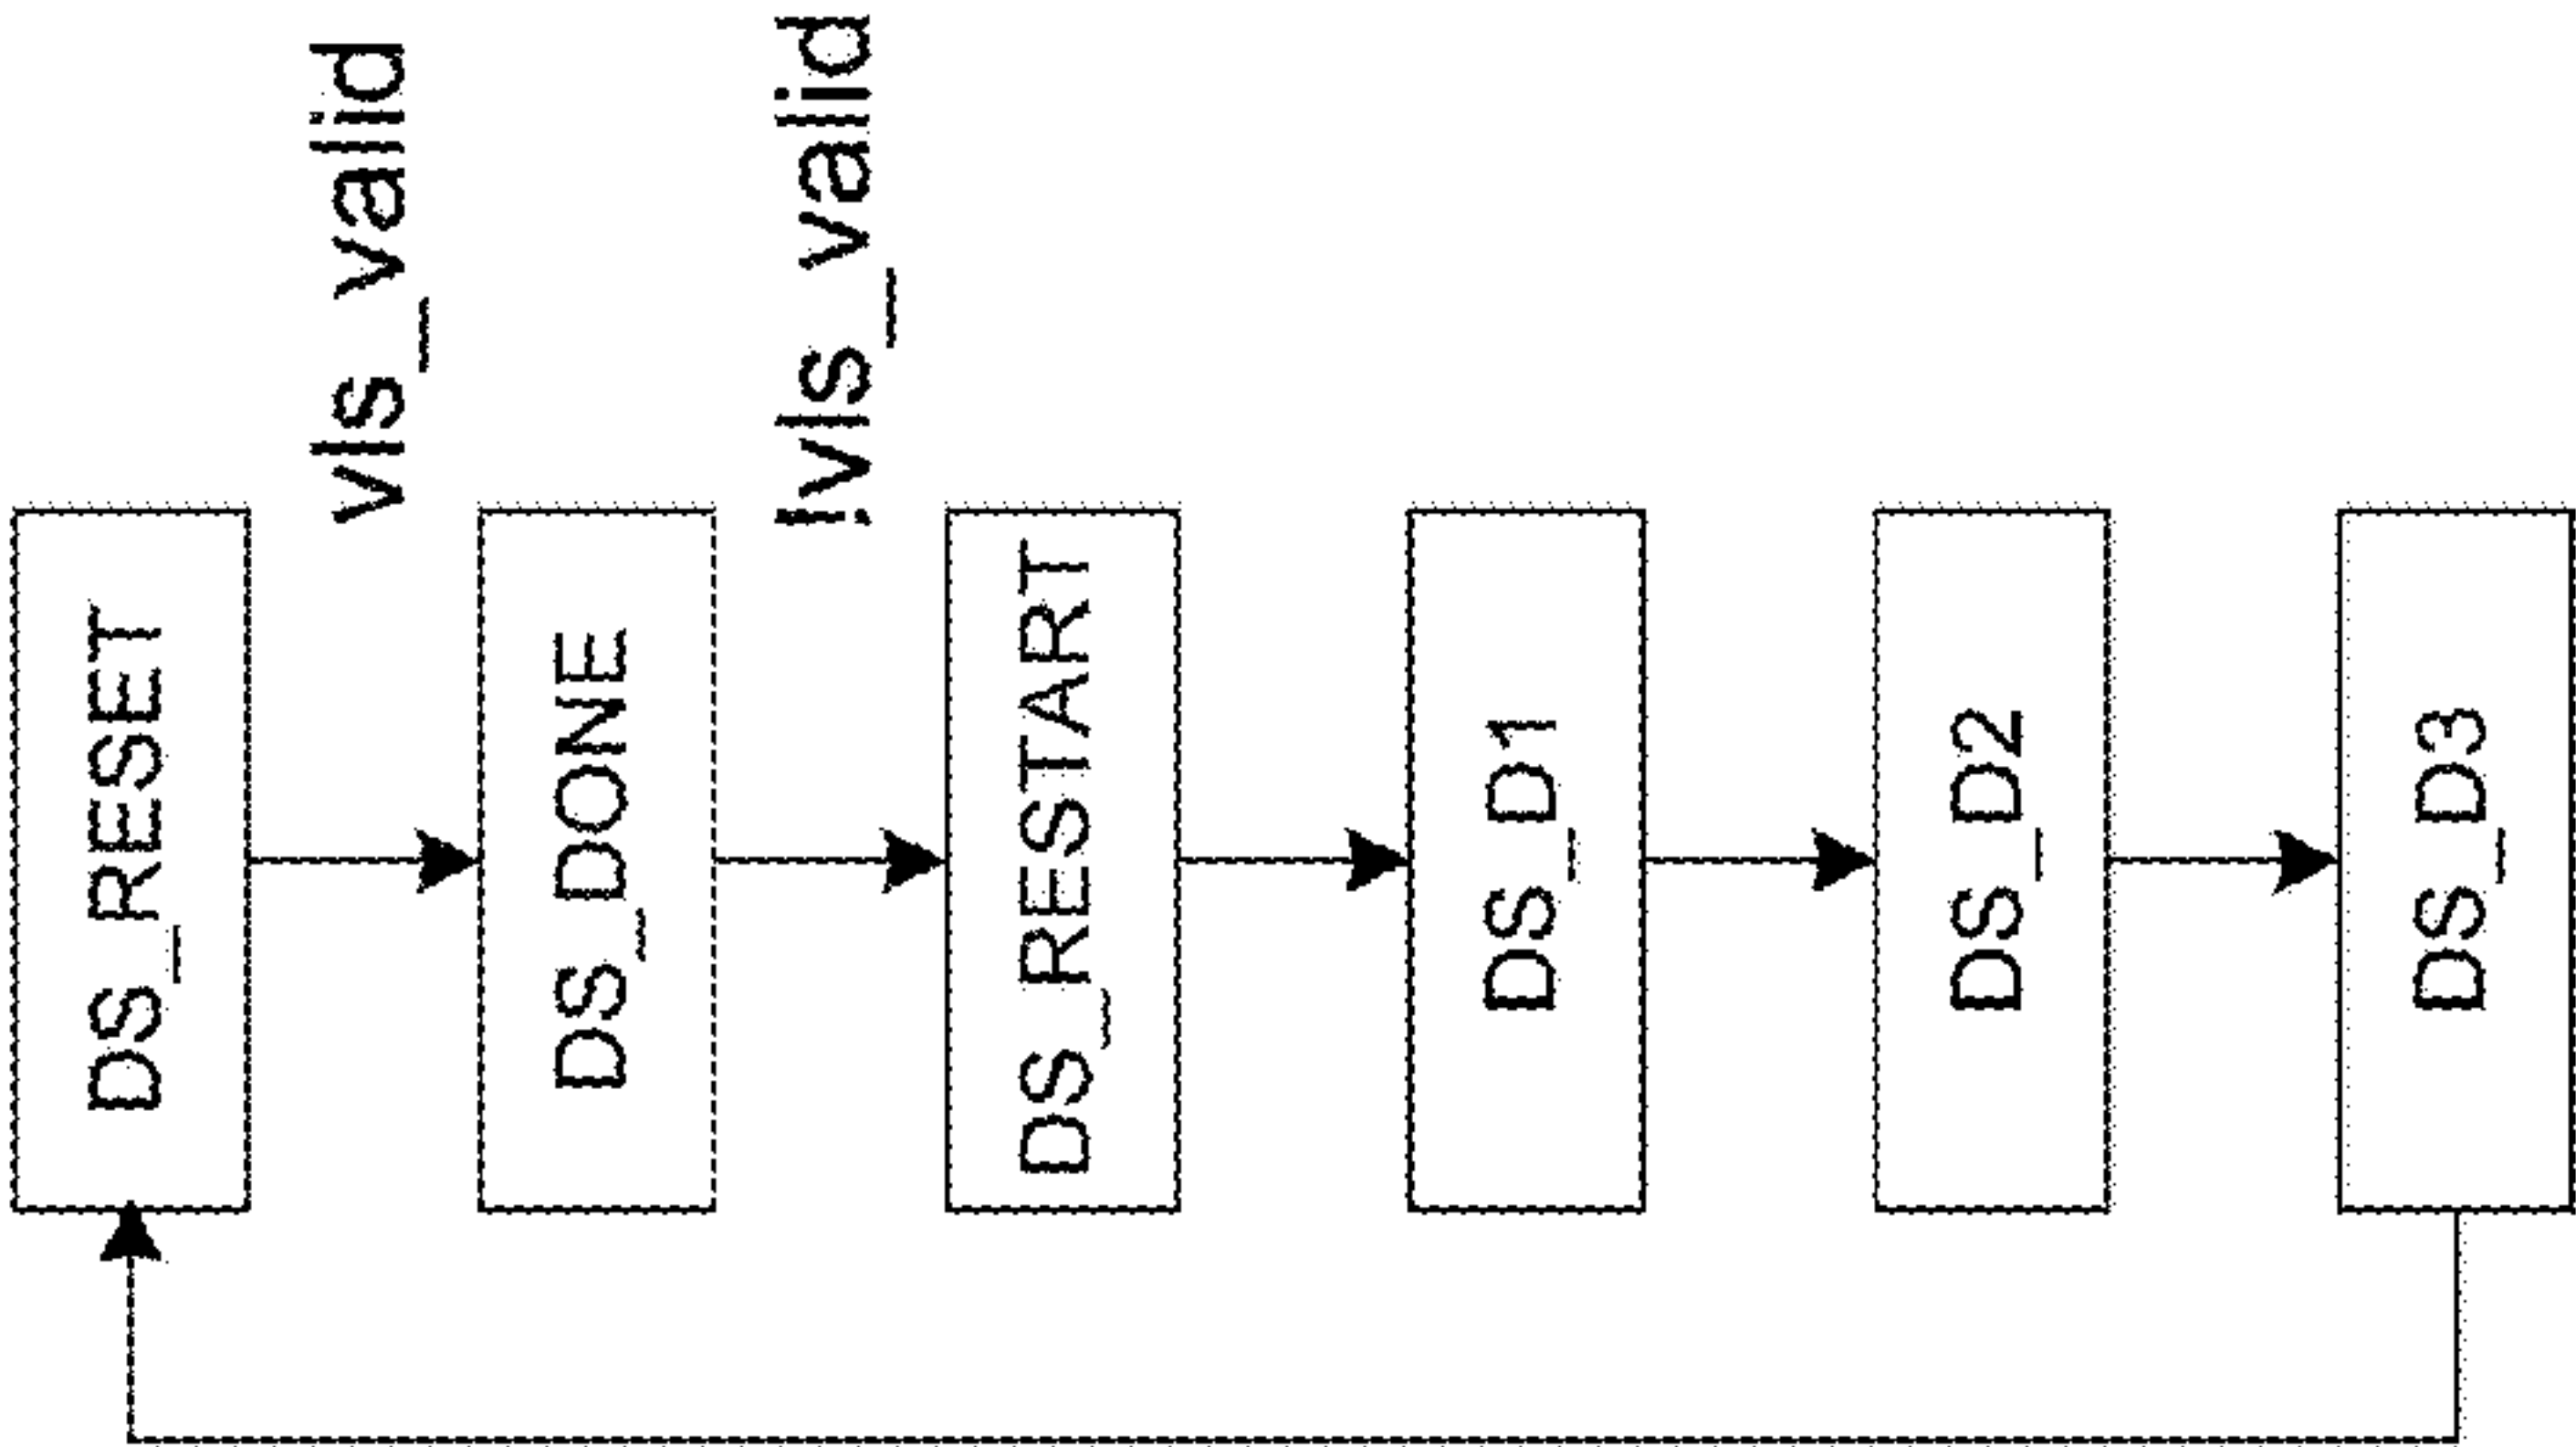 DS_RESET
vls_valid
DS_DONE
!vls_valid
DS_RESTART
DS_D1
DS_D2
DS_D3